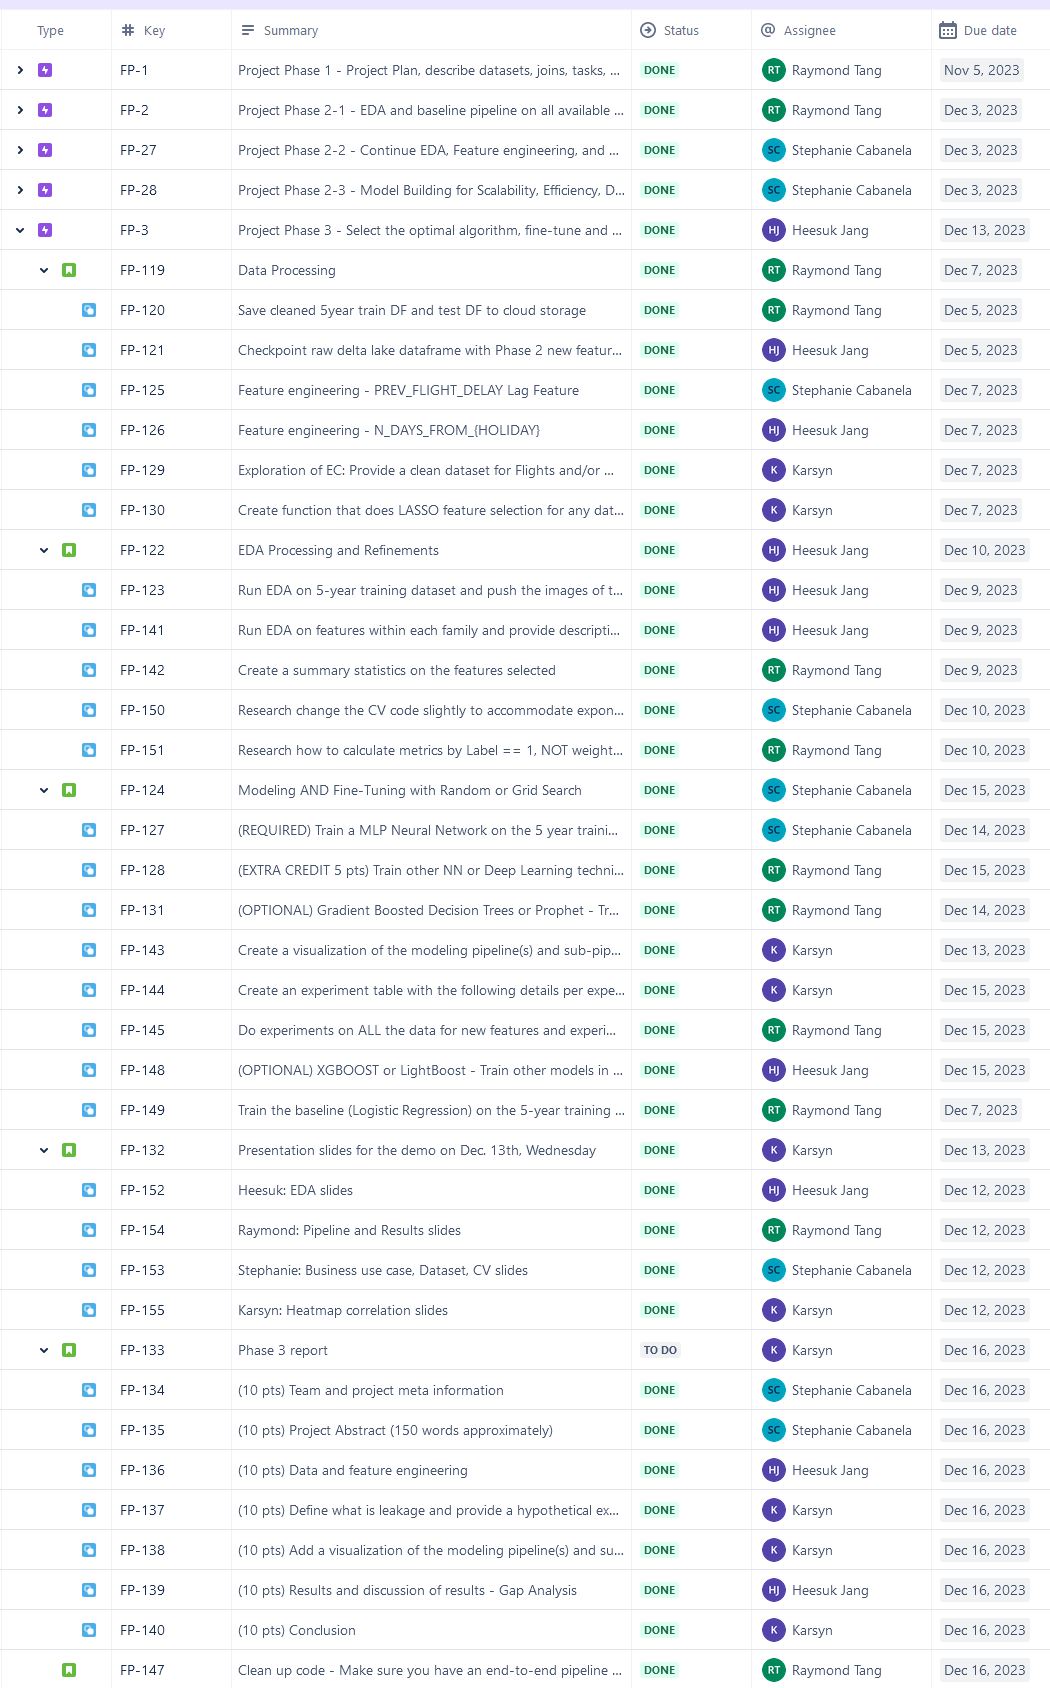 Type Key Summary Status Assignee Due date
FP-1 Project Phase 1 - Project Plan, describe datasets, joins, tasks, ... DONE RT Raymond Tang Nov 5, 2023
FP-2 Project Phase 2-1 - EDA and baseline pipeline on all available ... DONE RT Raymond Tang Dec 3, 2023
FP-27 Project Phase 2-2 - Continue EDA, Feature engineering, and ... DONE SC Stephanie Cabanela Dec 3, 2023
FP-28 Project Phase 2-3 - Model Building for Scalability, Efficiency, D... DONE SC Stephanie Cabanela Dec 3, 2023
FP-3 Project Phase 3 - Select the optimal algorithm, fine-tune and ... DONE HJ Heesuk Jang Dec 13, 2023
FP-119 Data Processing DONE RT Raymond Tang Dec 7, 2023
FP-120 Save cleaned 5year train DF and test DF to cloud storage DONE RT Raymond Tang Dec 5, 2023
FP-121 Checkpoint raw delta lake dataframe with Phase 2 new featur... DONE HJ Heesuk Jang Dec 5, 2023
FP-125 Feature engineering - PREV_FLIGHT_DELAY Lag Feature DONE SC Stephanie Cabanela Dec 7, 2023
FP-126 Feature engineering - N_DAYS_FROM_{HOLIDAY} DONE HJ Heesuk Jang Dec 7, 2023
FP-129 Exploration of EC: Provide a clean dataset for Flights and/or ... DONE K Karsyn Dec 7, 2023
FP-130 Create function that does LASSO feature selection for any dat... DONE K Karsyn Dec 7, 2023
FP-122 EDA Processing and Refinements DONE HJ Heesuk Jang Dec 10, 2023
FP-123 Run EDA on 5-year training dataset and push the images of t... DONE HJ Heesuk Jang Dec 9, 2023
FP-141 Run EDA on features within each family and provide descripti... DONE HJ Heesuk Jang Dec 9, 2023
FP-142 Create a summary statistics on the features selected DONE RT Raymond Tang Dec 9, 2023
FP-150 Research change the CV code slightly to accommodate expon... DONE SC Stephanie Cabanela Dec 10, 2023
FP-151 Research how to calculate metrics by Label == 1, NOT weight... DONE RT Raymond Tang Dec 10, 2023
FP-124 Modeling AND Fine-Tuning with Random or Grid Search DONE SC Stephanie Cabanela Dec 15, 2023
FP-127 (REQUIRED) Train a MLP Neural Network on the 5 year traini... DONE SC Stephanie Cabanela Dec 14, 2023
FP-128 (EXTRA CREDIT 5 pts) Train other NN or Deep Learning techni... DONE RT Raymond Tang Dec 15, 2023
FP-131 (OPTIONAL) Gradient Boosted Decision Trees or Prophet - Tr... DONE RT Raymond Tang Dec 14, 2023
FP-143 Create a visualization of the modeling pipeline(s) and sub-pip... DONE K Karsyn Dec 13, 2023
FP-144 Create an experiment table with the following details per expe... DONE K Karsyn Dec 15, 2023
FP-145 Do experiments on ALL the data for new features and experi... DONE RT Raymond Tang Dec 15, 2023
FP-148 (OPTIONAL) XGBOOST or LightBoost - Train other models in ... DONE HJ Heesuk Jang Dec 15, 2023
FP-149 Train the baseline (Logistic Regression) on the 5-year training ... DONE RT Raymond Tang Dec 7, 2023
FP-132 Presentation slides for the demo on Dec. 13th, Wednesday DONE K Karsyn Dec 13, 2023
FP-152 Heesuk: EDA slides DONE HJ Heesuk Jang Dec 12, 2023
FP-154 Raymond: Pipeline and Results slides DONE RT Raymond Tang Dec 12, 2023
FP-153 Stephanie: Business use case, Dataset, CV slides DONE SC Stephanie Cabanela Dec 12, 2023
FP-155 Karsyn: Heatmap correlation slides DONE K Karsyn Dec 12, 2023
FP-133 Phase 3 report TO DO K Karsyn Dec 16, 2023
FP-134 (10 pts) Team and project meta information DONE SC Stephanie Cabanela Dec 16, 2023
FP-135 (10 pts) Project Abstract (150 words approximately) DONE SC Stephanie Cabanela Dec 16, 2023
FP-136 (10 pts) Data and feature engineering DONE HJ Heesuk Jang Dec 16, 2023
FP-137 (10 pts) Define what is leakage and provide a hypothetical ex... DONE K Karsyn Dec 16, 2023
FP-138 (10 pts) Add a visualization of the modeling pipeline(s) and su... DONE K Karsyn Dec 16, 2023
FP-139 (10 pts) Results and discussion of results - Gap Analysis DONE HJ Heesuk Jang Dec 16, 2023
FP-140 (10 pts) Conclusion DONE K Karsyn Dec 16, 2023
FP-147 Clean up code - Make sure you have an end-to-end pipeline ... DONE RT Raymond Tang Dec 16, 2023